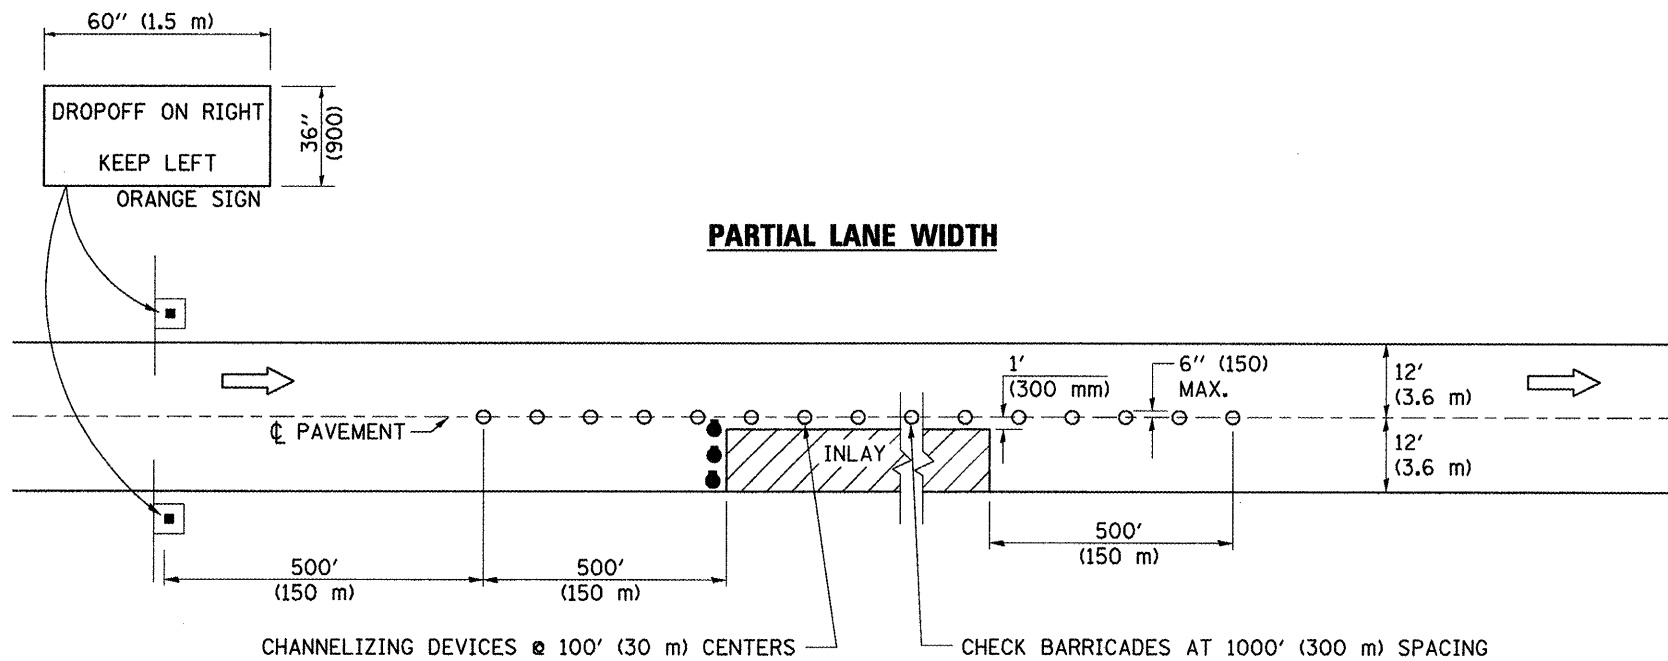 60" (1.5 m)
DROPOFF ON RIGHT
KEEP LEFT
ORANGE SIGN
36"
(900)
PARTIAL LANE WIDTH
1'
(300 mm)
6" (150)
MAX.
12'
(3.6 m)
℄ PAVEMENT
INLAY
12'
(3.6 m)
500'
(150 m)
500'
(150 m)
500'
(150 m)
CHANNELIZING DEVICES @ 100' (30 m) CENTERS
CHECK BARRICADES AT 1000' (300 m) SPACING